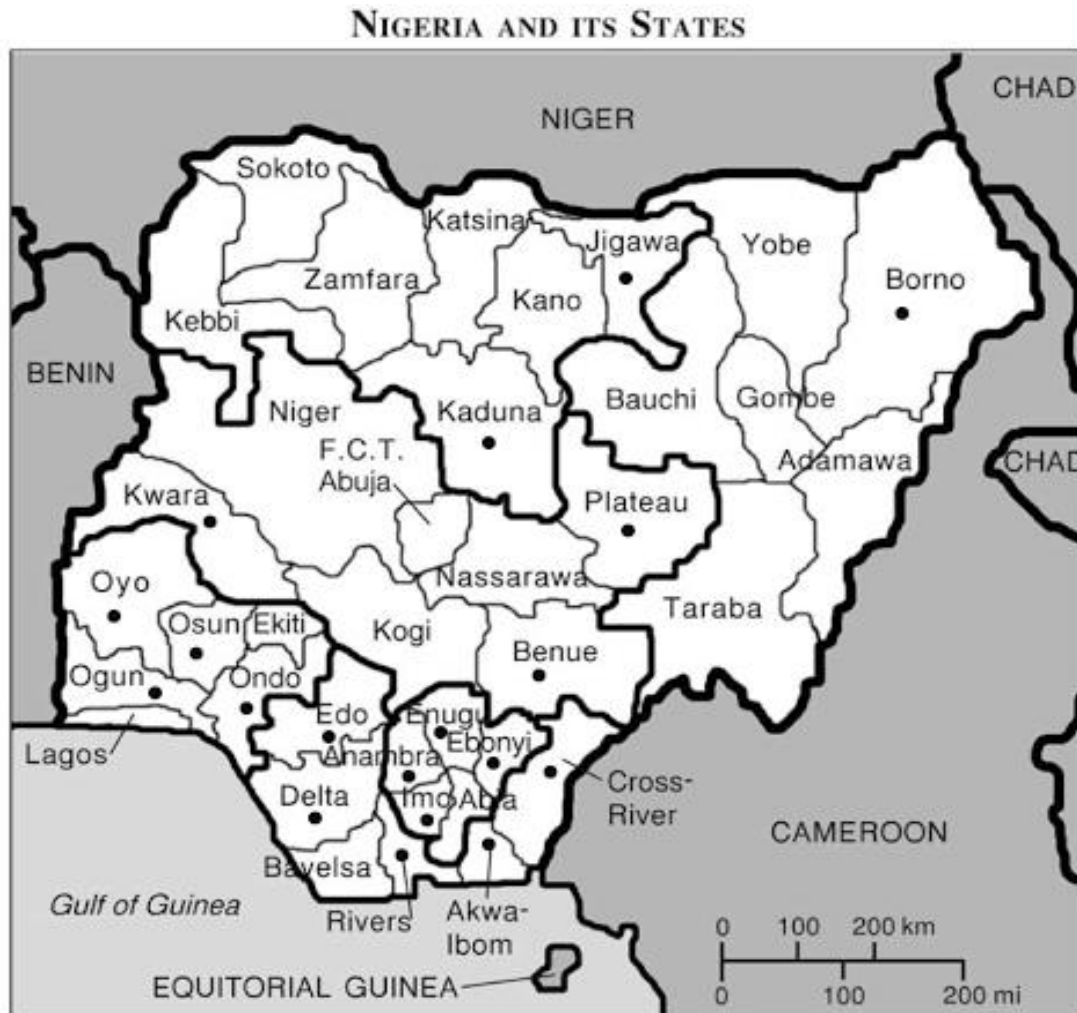 NIGERIA AND ITS STATES
CHAD
NIGER
Sokoto
Katsina
Jigawa
Yobe
Zamfara
Kano
Borno
Kebbi
BENIN
Niger
Kaduna
Bauchi
Gombe
F.C.T.
Abuja
Adamawa
CHAD
Kwara
Plateau
Nassarawa
Oyo
Taraba
Osun
Ekiti
Kogi
Benue
Ogun
Ondo
Edo
Enugu
Ebonyi
Lagos
Anambra
Delta
Imo
Abia
Cross-
River
CAMEROON
Bayelsa
Gulf of Guinea
Rivers
Akwa-
Ibom
EQUITORIAL GUINEA
0 100 200 km
0 100 200 mi